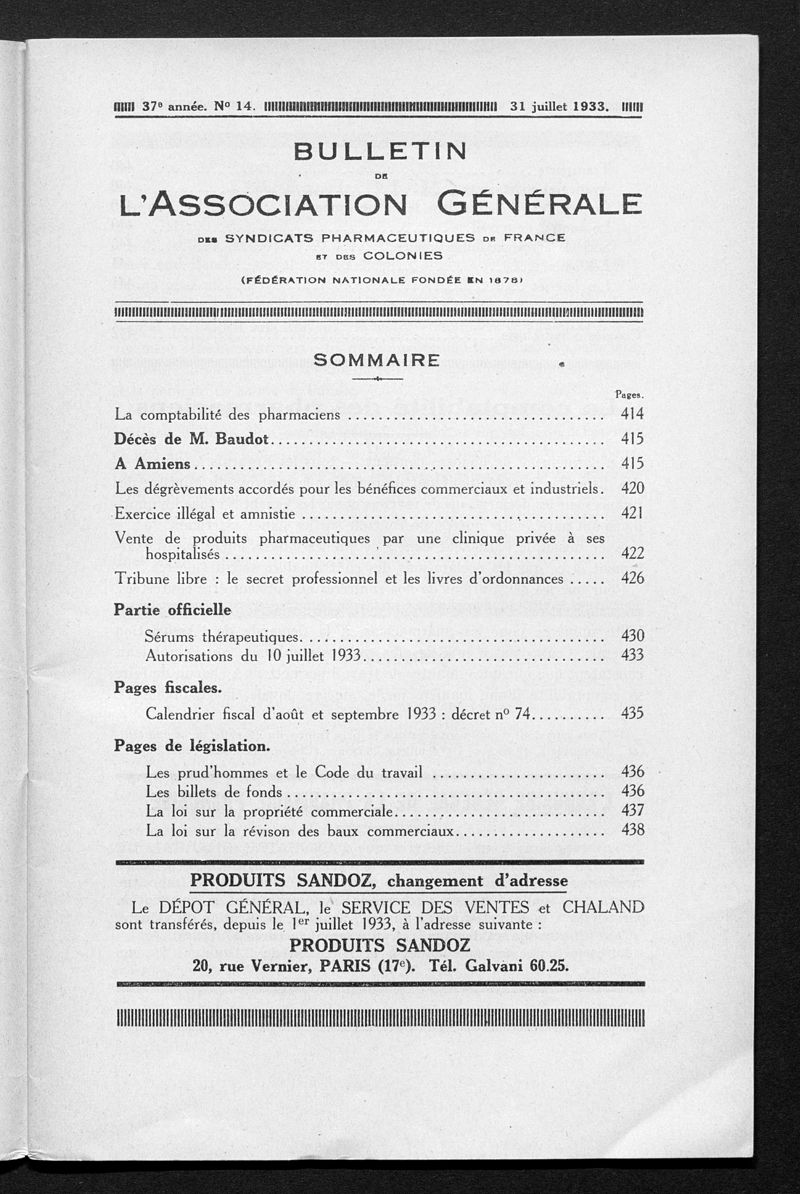 37e année. No 14. 31 juillet 1933.
BULLETIN
DE
L'ASSOCIATION GÉNÉRALE
DES SYNDICATS PHARMACEUTIQUES DE FRANCE
ET DES COLONIES
(FÉDÉRATION NATIONALE FONDÉE EN 1878)
SOMMAIRE
Pages.
La comptabilité des pharmaciens ................................. 414
Décès de M. Baudot............................................ 415
A Amiens...................................................... 415
Les dégrèvements accordés pour les bénéfices commerciaux et industriels. 420
Exercice illégal et amnistie ........................................ 421
Vente de produits pharmaceutiques par une clinique privée à ses
hospitalisés .................................................. 422
Tribune libre : le secret professionnel et les livres d'ordonnances ..... 426
Partie officielle
Sérums thérapeutiques........................................ 430
Autorisations du 10 juillet 1933................................ 433
Pages fiscales.
Calendrier fiscal d'août et septembre 1933 : décret no 74.......... 435
Pages de législation.
Les prud'hommes et le Code du travail ....................... 436
Les billets de fonds .......................................... 436
La loi sur la propriété commerciale............................ 437
La loi sur la révison des baux commerciaux.................... 438
PRODUITS SANDOZ, changement d'adresse
Le DÉPOT GÉNÉRAL, le SERVICE DES VENTES et CHALAND
sont transférés, depuis le 1er juillet 1933, à l'adresse suivante :
PRODUITS SANDOZ
20, rue Vernier, PARIS (17e). Tél. Galvani 60.25.